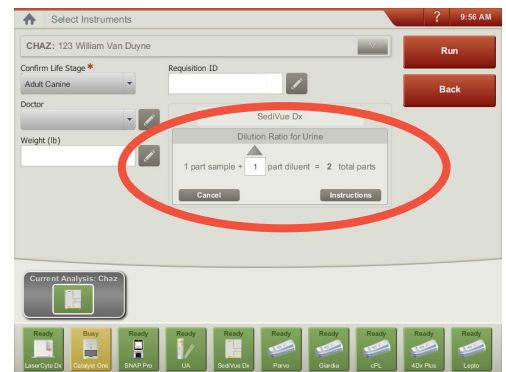 Select Instruments
? 9:56 AM
CHAZ: 123 William Van Duyne
Run
Confirm Life Stage *
Requisition ID
Adult Canine
Back
Doctor
SediVue Dx
Weight (lb)
Dilution Ratio for Urine
1 part sample + 1 part diluent = 2 total parts
Cancel
Instructions
Current Analysis: Chaz
Ready Busy Ready Ready Ready Ready Ready Ready Ready Ready
LaserCyte Dx Catalyst One SNAP Pro UA SediVue Dx Parvo Giardia cPL 4Dx Plus Lepto